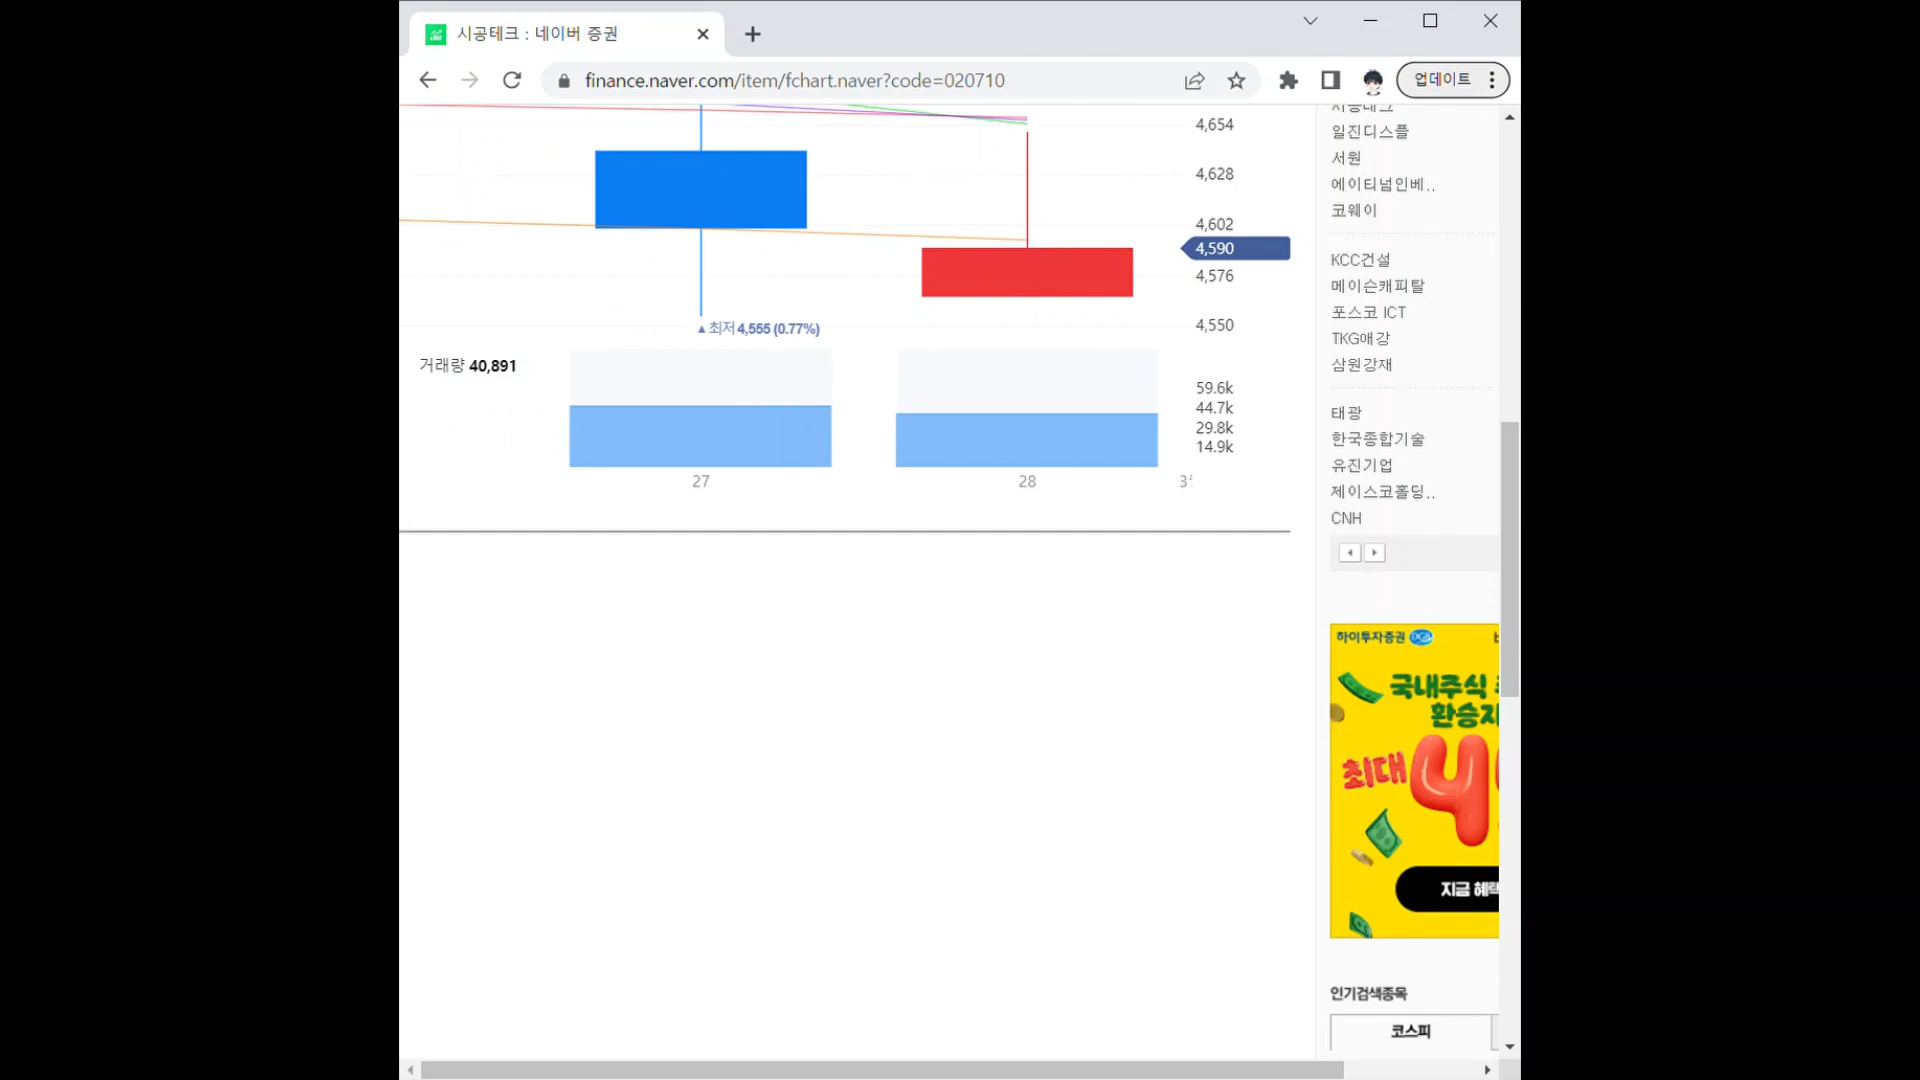 시공테크 : 네이버 증권
finance.naver.com/item/fchart.naver?code=020710
업데이트
4,654
4,628
4,602
4,590
4,576
4,550
▲최저 4,555 (0.77%)
거래량 40,891
59.6k
44.7k
29.8k
14.9k
27
28
시공테크
일진디스플
서원
에이티넘인베..
코웨이
KCC건설
메이슨캐피탈
포스코 ICT
TKG애강
삼원강재
태광
한국종합기술
유진기업
제이스코홀딩..
CNH
하이투자증권 DGB
국내주식
최대 4
지금
인기검색종목
코스피